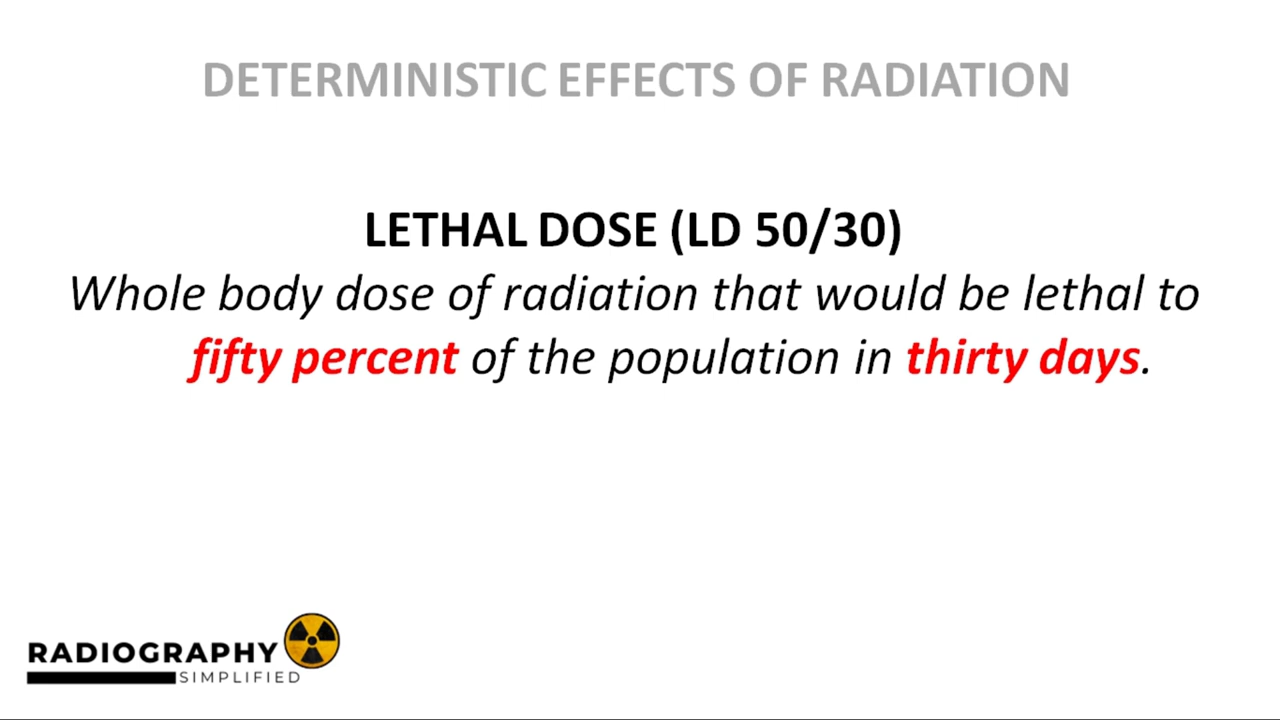 DETERMINISTIC EFFECTS OF RADIATION
LETHAL DOSE (LD 50/30)
Whole body dose of radiation that would be lethal to
fifty percent of the population in thirty days.
RADIOGRAPHY
SIMPLIFIED